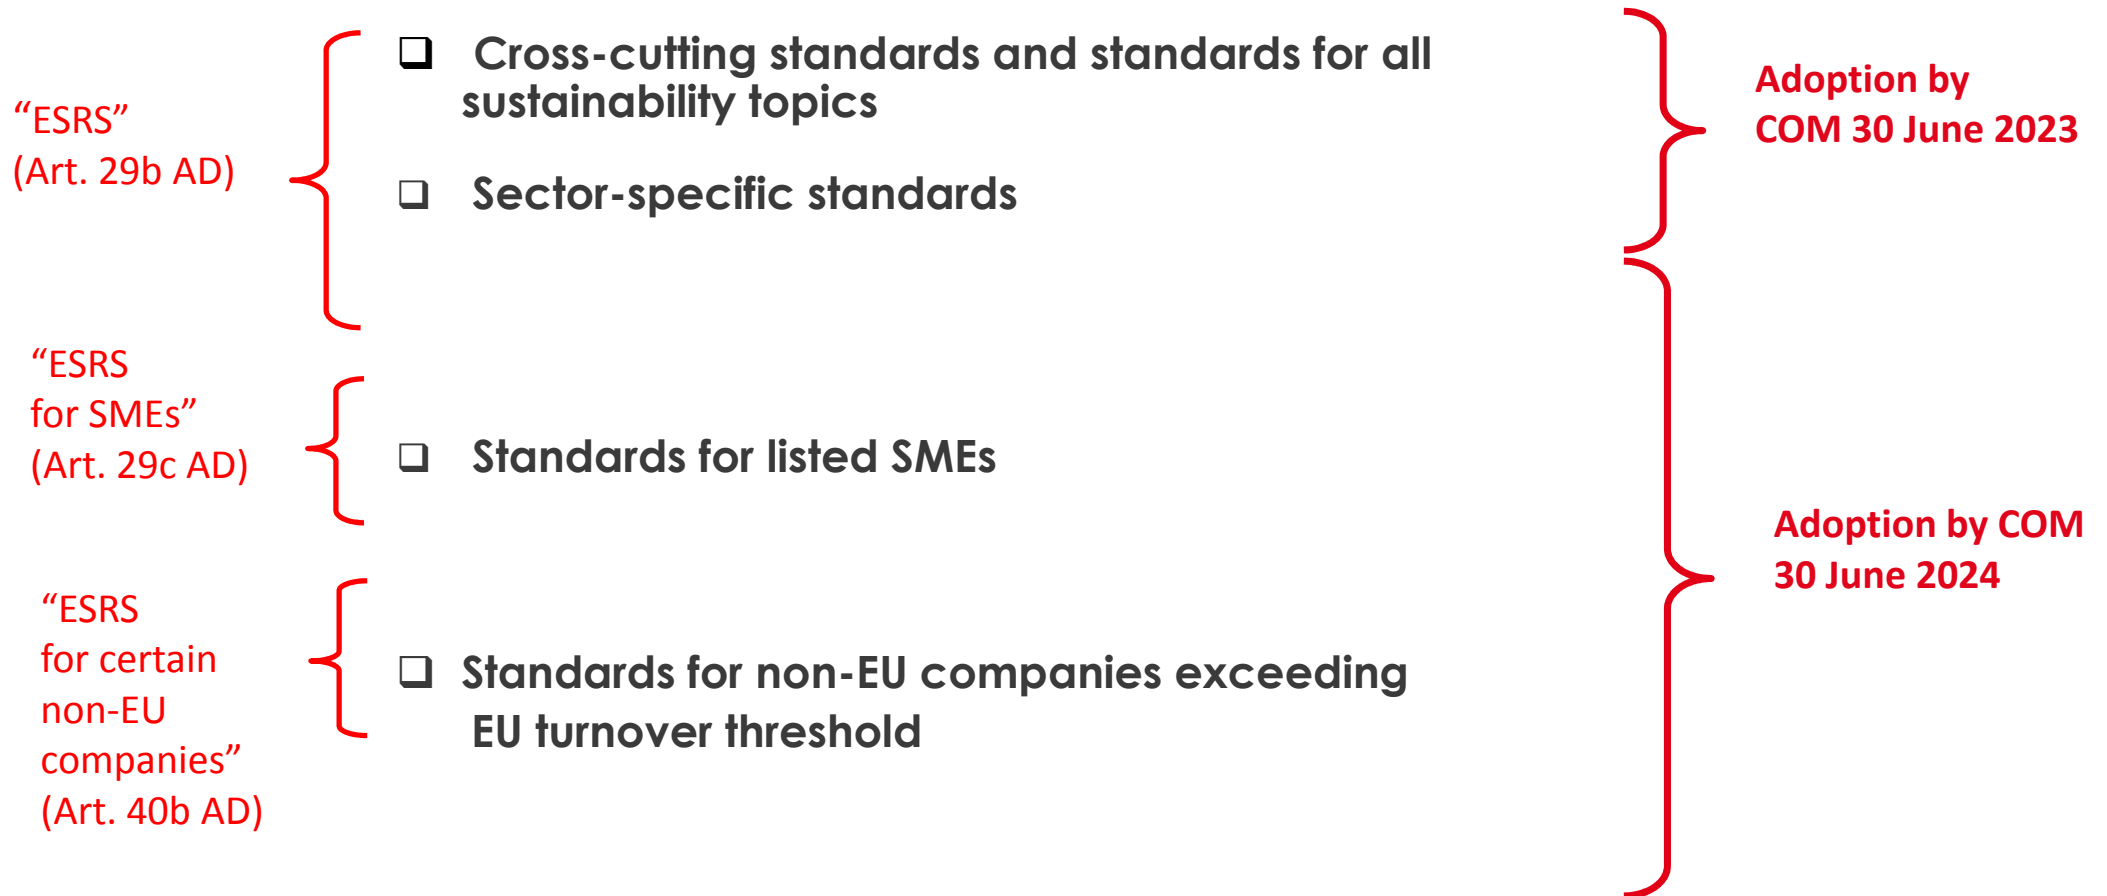 “ESRS”
(Art. 29b AD)
❑ Cross-cutting standards and standards for all
sustainability topics
❑ Sector-specific standards
Adoption by
COM 30 June 2023
“ESRS
for SMEs”
(Art. 29c AD)
❑ Standards for listed SMEs
“ESRS
for certain
non-EU
companies”
(Art. 40b AD)
❑ Standards for non-EU companies exceeding
EU turnover threshold
Adoption by COM
30 June 2024